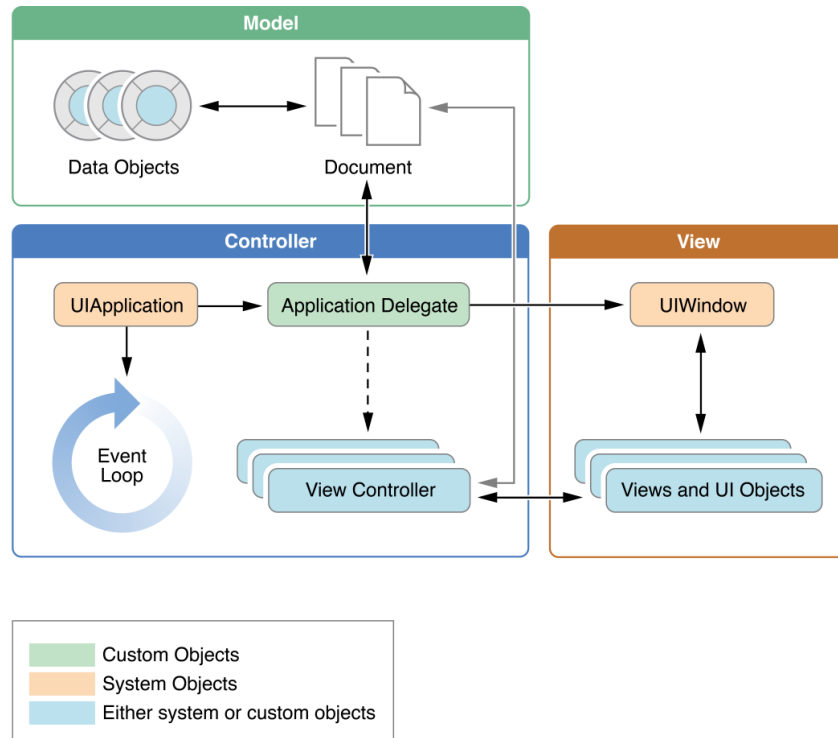 Model
Data Objects
Document
Controller
View
UIApplication
Application Delegate
UIWindow
Event
Loop
View Controller
Views and UI Objects
Custom Objects
System Objects
Either system or custom objects